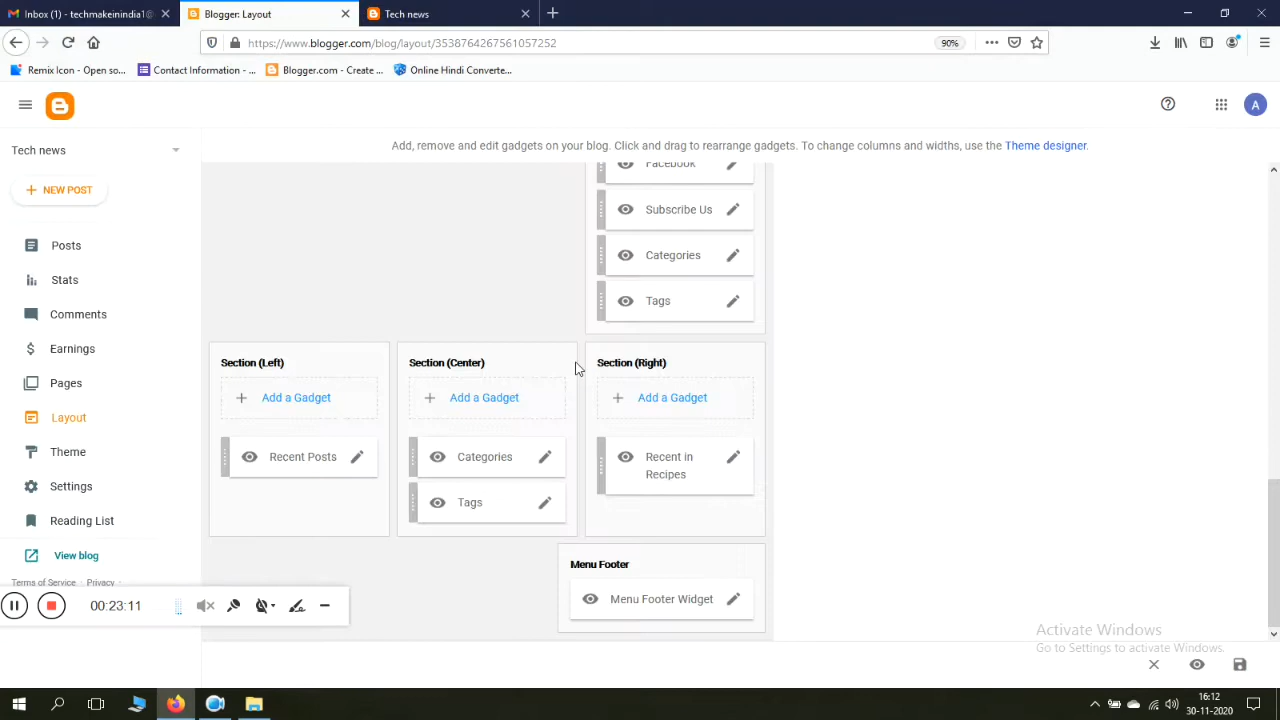 Inbox (1) - techmakeindia1@
Blogger: Layout
Tech news
https://www.blogger.com/blog/layout/3538764267561057252
90%
Remix Icon - Open so...
Contact Information - ...
Blogger.com - Create ...
Online Hindi Converte...
A
Add, remove and edit gadgets on your blog. Click and drag to rearrange gadgets. To change columns and widths, use the Theme designer.
Tech news
NEW POST
Posts
Stats
Comments
Earnings
Pages
Layout
Theme
Settings
Reading List
View blog
Terms of Service · Privacy ·
00:23:11
Facebook
Subscribe Us
Categories
Tags
Section (Left)
Add a Gadget
Recent Posts
Section (Center)
Add a Gadget
Categories
Tags
Section (Right)
Add a Gadget
Recent in
Recipes
Menu Footer
Menu Footer Widget
Activate Windows
Go to Settings to activate Windows.
16:12
30-11-2020